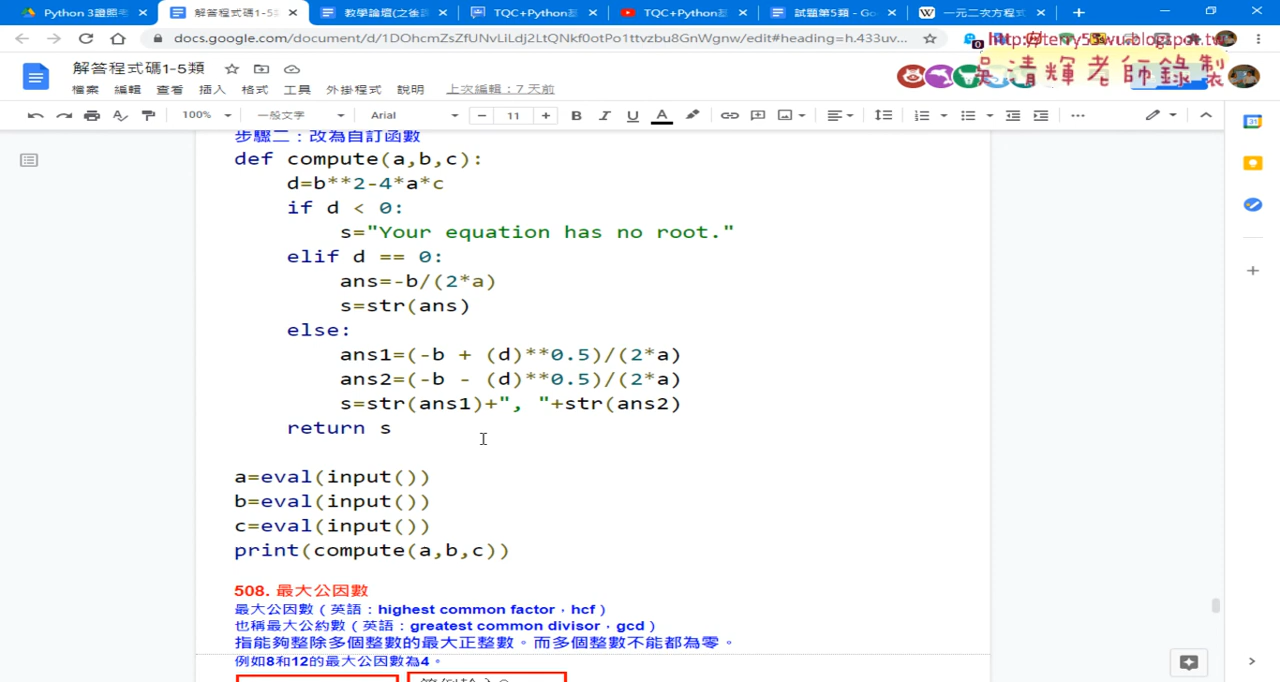 Python 3證照
解答程式碼1-5
教學論壇(之後
TQC+Python
TQC+Python
試題第5類 - Go
一元二次方程式
docs.google.com/document/d/1DOhcmZsZfUNvLiLdj2LtQNkf0otPo1ttvzbu8GnWgnw/edit#heading=h.433uv...
吳清輝老師錄製
解答程式碼1-5類
檔案 編輯 查看 插入 格式 工具 外掛程式 說明 上次編輯：7 天前
100% 一般文字 Arial 11
步驟二：改為自訂函數
def compute(a,b,c):
d=b**2-4*a*c
if d < 0:
s="Your equation has no root."
elif d == 0:
ans=-b/(2*a)
s=str(ans)
else:
ans1=(-b + (d)**0.5)/(2*a)
ans2=(-b - (d)**0.5)/(2*a)
s=str(ans1)+", "+str(ans2)
return s
a=eval(input())
b=eval(input())
c=eval(input())
print(compute(a,b,c))
508. 最大公因數
最大公因數（英語：highest common factor，hcf）
也稱最大公約數（英語：greatest common divisor，gcd）
指能夠整除多個整數的最大正整數。而多個整數不能都為零。
例如8和12的最大公因數為4。